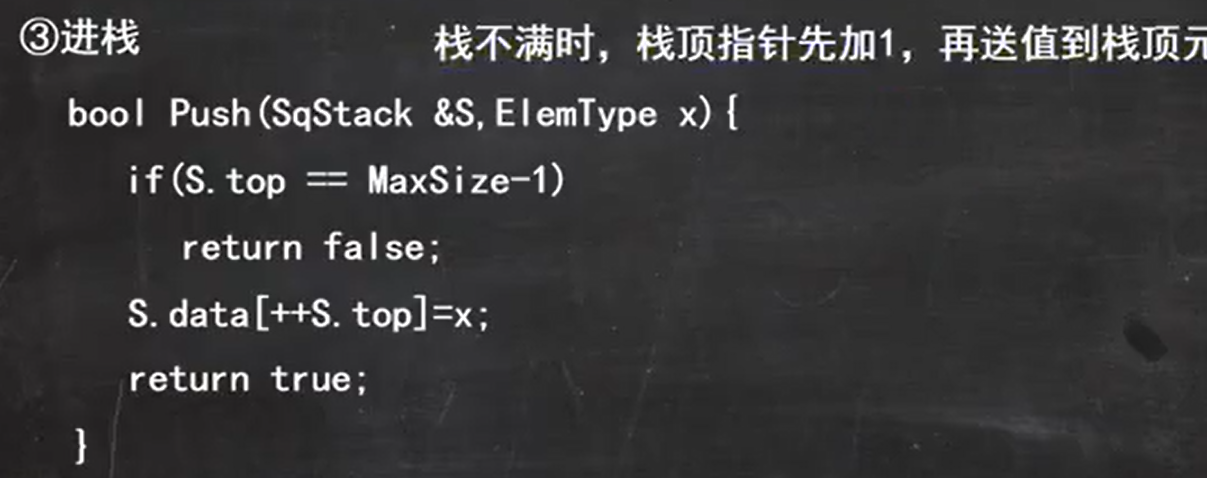 ③进栈 栈不满时，栈顶指针先加1，再送值到栈顶
bool Push(SqStack &S,ElemType x){
if(S.top == MaxSize-1)
return false;
S.data[++S.top]=x;
return true;
}